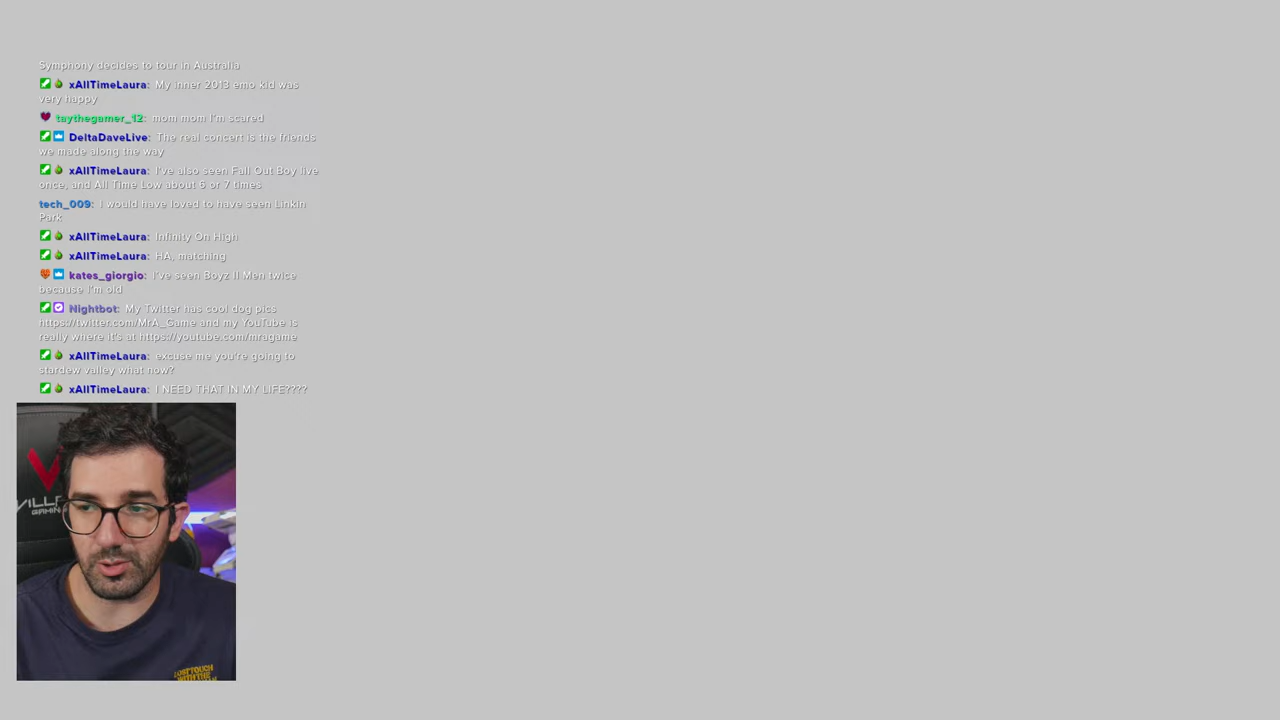 Symphony decides to tour in Australia
xAllTimeLaura: My inner 2013 emo kid was
very happy
taythegamer_12: mom mom I'm scared
DeltaDaveLive: The real concert is the friends
we made along the way
xAllTimeLaura: I've also seen Fall Out Boy live
once, and All Time Low about 6 or 7 times
tech_009: I would have loved to have seen Linkin
Park
xAllTimeLaura: Infinity On High
xAllTimeLaura: HA, matching
kates_giorgio: I've seen Boyz II Men twice
because I'm old
Nightbot: My Twitter has cool dog pics
https://twitter.com/MrA_Game and my YouTube is
really where it's at https://youtube.com/mragame
xAllTimeLaura: excuse me you're going to
stardew valley what now?
xAllTimeLaura: I NEED THAT IN MY LIFE????
LOST TOUCH